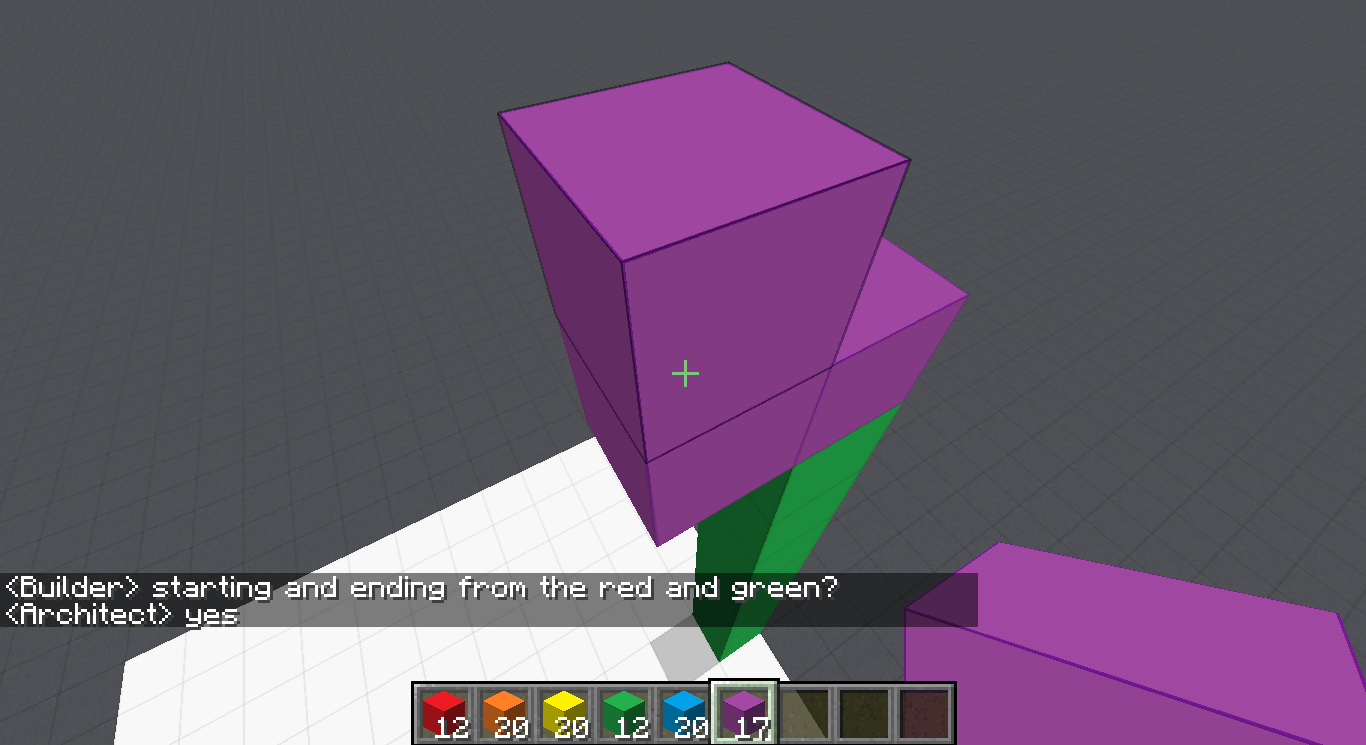 <Builder> starting and ending from the red and green?
<Architect> yes
12 20 20 12 20 17